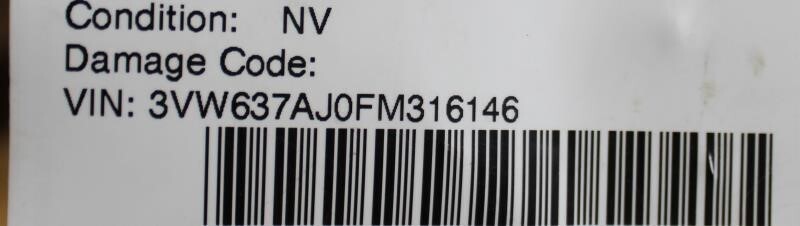 Condition: NV
Damage Code:
VIN: 3VW637AJ0FM316146